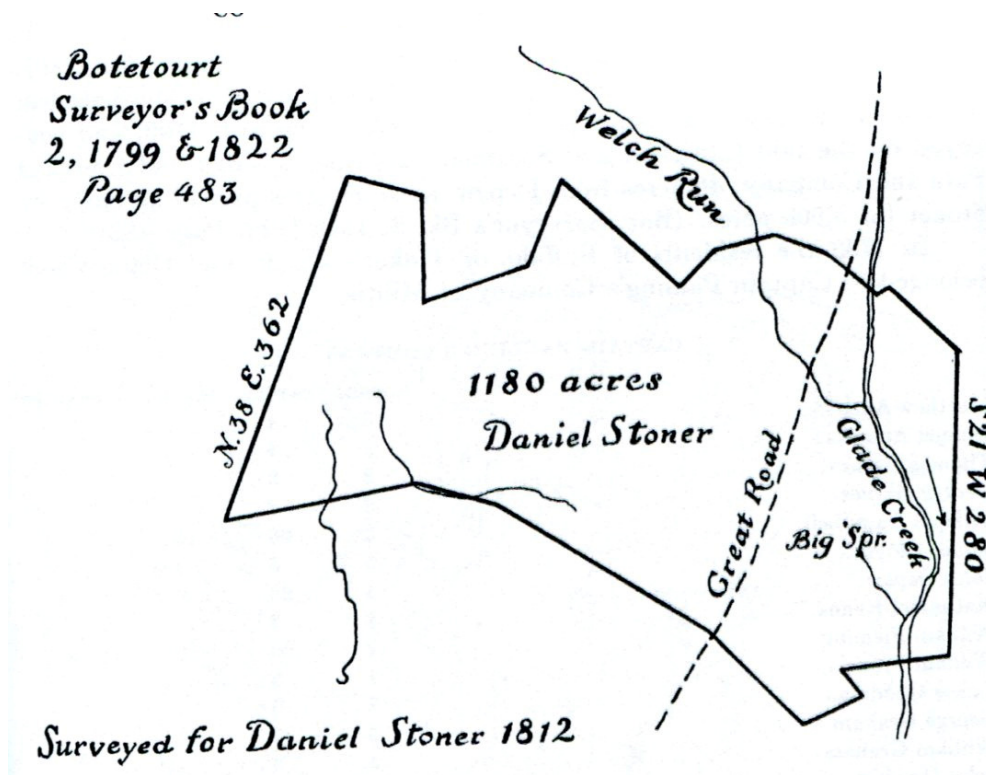 Botetourt
Surveyor's Book
2, 1799 & 1822
Page 483
Welch Run
N.38 E. 362
1180 acres
Daniel Stoner
Great Road
Glade Creek
Big Spr.
S21 W 280
Surveyed for Daniel Stoner 1812